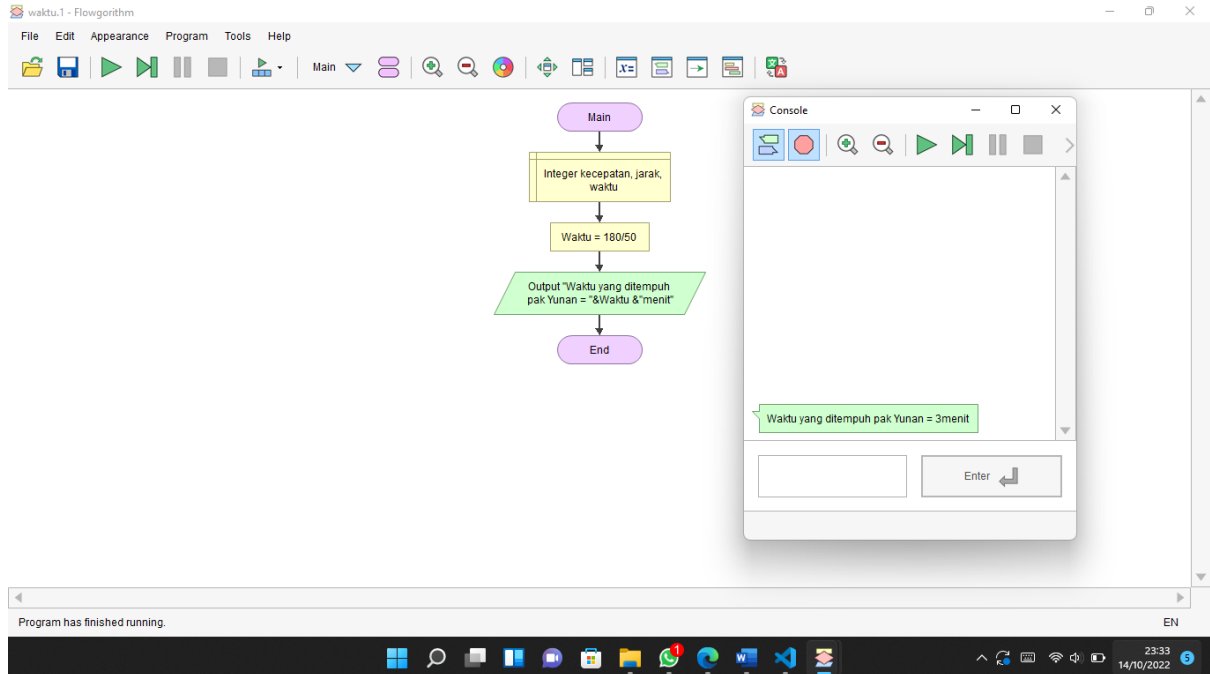 waktu.1 - Flowgorithm
File Edit Appearance Program Tools Help
Main
x=
A
Main
Integer kecepatan, jarak,
waktu
Waktu = 180/50
Output "Waktu yang ditempuh
pak Yunan = "&Waktu &"menit"
End
Console
Waktu yang ditempuh pak Yunan = 3menit
Enter
Program has finished running.
EN
1
W
23:33
14/10/2022
5